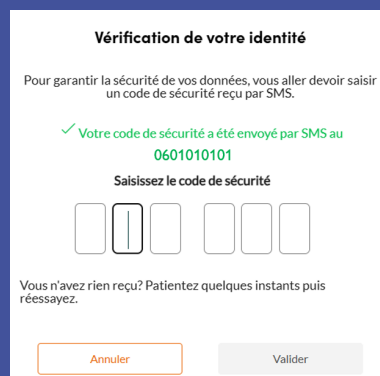 Vérification de votre identité
Pour garantir la sécurité de vos données, vous aller devoir saisir
un code de sécurité reçu par SMS.
Votre code de sécurité a été envoyé par SMS au
0601010101
Saisissez le code de sécurité
Vous n'avez rien reçu? Patientez quelques instants puis
réessayez.
Annuler
Valider